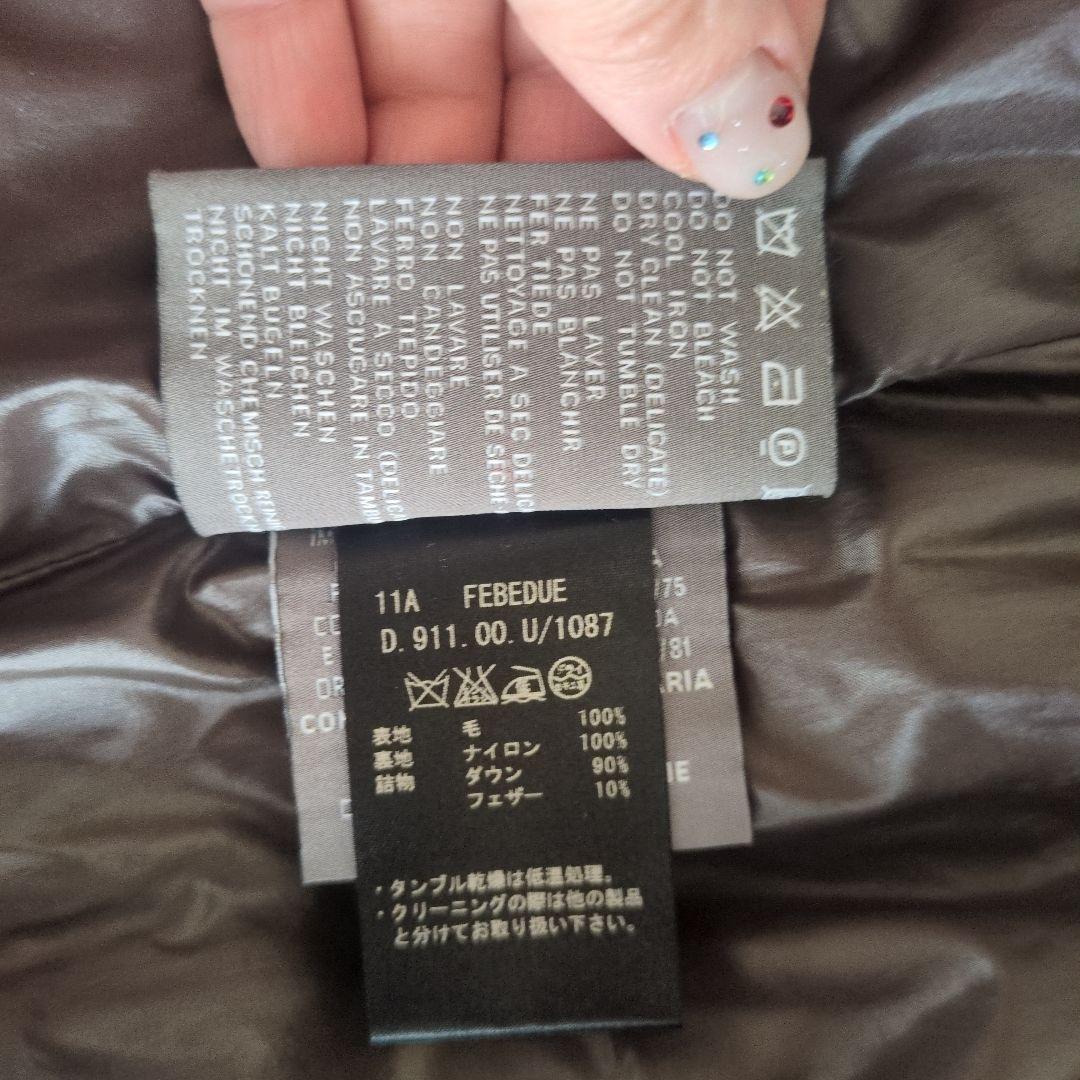 DO NOT WASH
DO NOT BLEACH
COOL IRON
DRY CLEAN (DELICATE)
DO NOT TUMBLE DRY
NE PAS LAVER
NE PAS BLANCHIR
FER TIEDE
NETTOYAGE A SEC DELIC
NE PAS UTILISER DE SECHE
NON LAVARE
NON CANDEGGIARE
FERRO TIEPIDO
LAVARE A SECCO (DELIC
NON ASCIUGARE IN TAMB
NICHT WASCHEN
NICHT BLEICHEN
KALT BUGELN
SCHONEND CHEMISCH REIN
NICHT IM WASCHETROCK
TROCKNEN
P
11A FEBEDUE
D.911.00.U/1087
表地 毛 100%
裏地 ナイロン 100%
詰物 ダウン 90%
フェザー 10%
・タンブル乾燥は低温処理。
・クリーニングの際は他の製品
と分けてお取り扱い下さい。